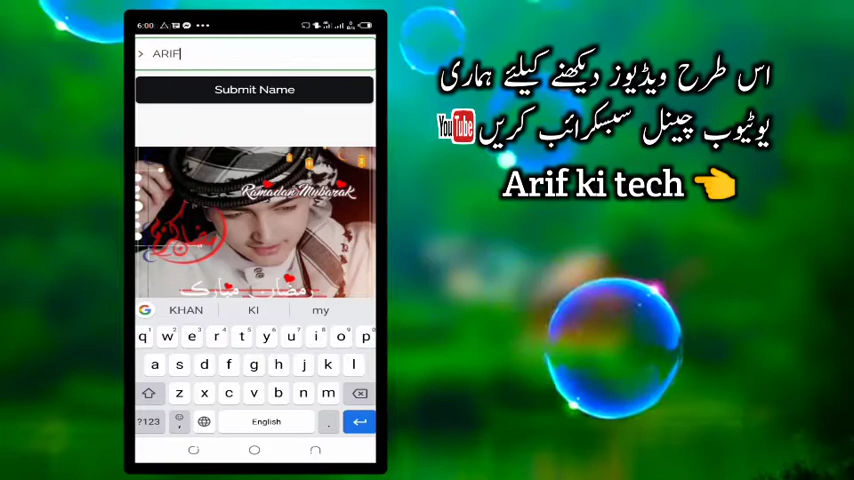 6:00
> ARIF
Submit Name
Ramadan Mubarak
رمضان مبارک
KHAN KI my
q w e r t y u i o p
a s d f g h j k l
z x c v b n m
?123 , English .
اس طرح ویڈیوز دیکھنے کیلئے ہماری
یوٹیوب چینل سبسکرائب کریں YouTube
Arif ki tech